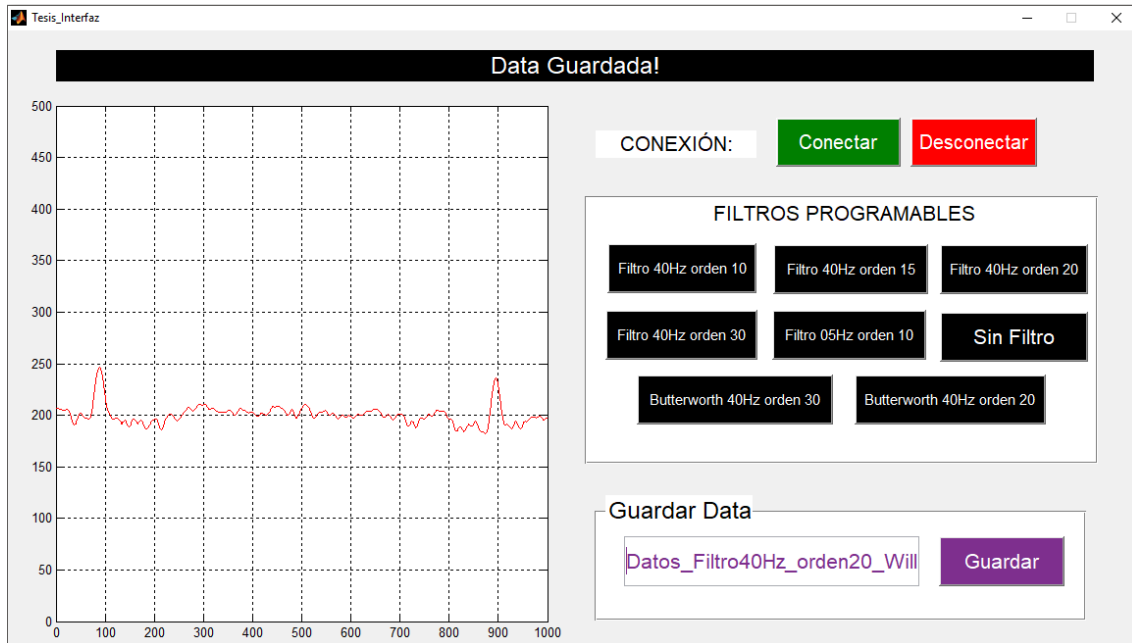 Tesis_Interfaz
Data Guardada!
500
450
400
350
300
250
200
150
100
50
0
0 100 200 300 400 500 600 700 800 900 1000
CONEXIÓN: Conectar Desconectar
FILTROS PROGRAMABLES
Filtro 40Hz orden 10 Filtro 40Hz orden 15 Filtro 40Hz orden 20
Filtro 40Hz orden 30 Filtro 05Hz orden 10 Sin Filtro
Butterworth 40Hz orden 30 Butterworth 40Hz orden 20
Guardar Data
Datos_Filtro40Hz_orden20_Will Guardar